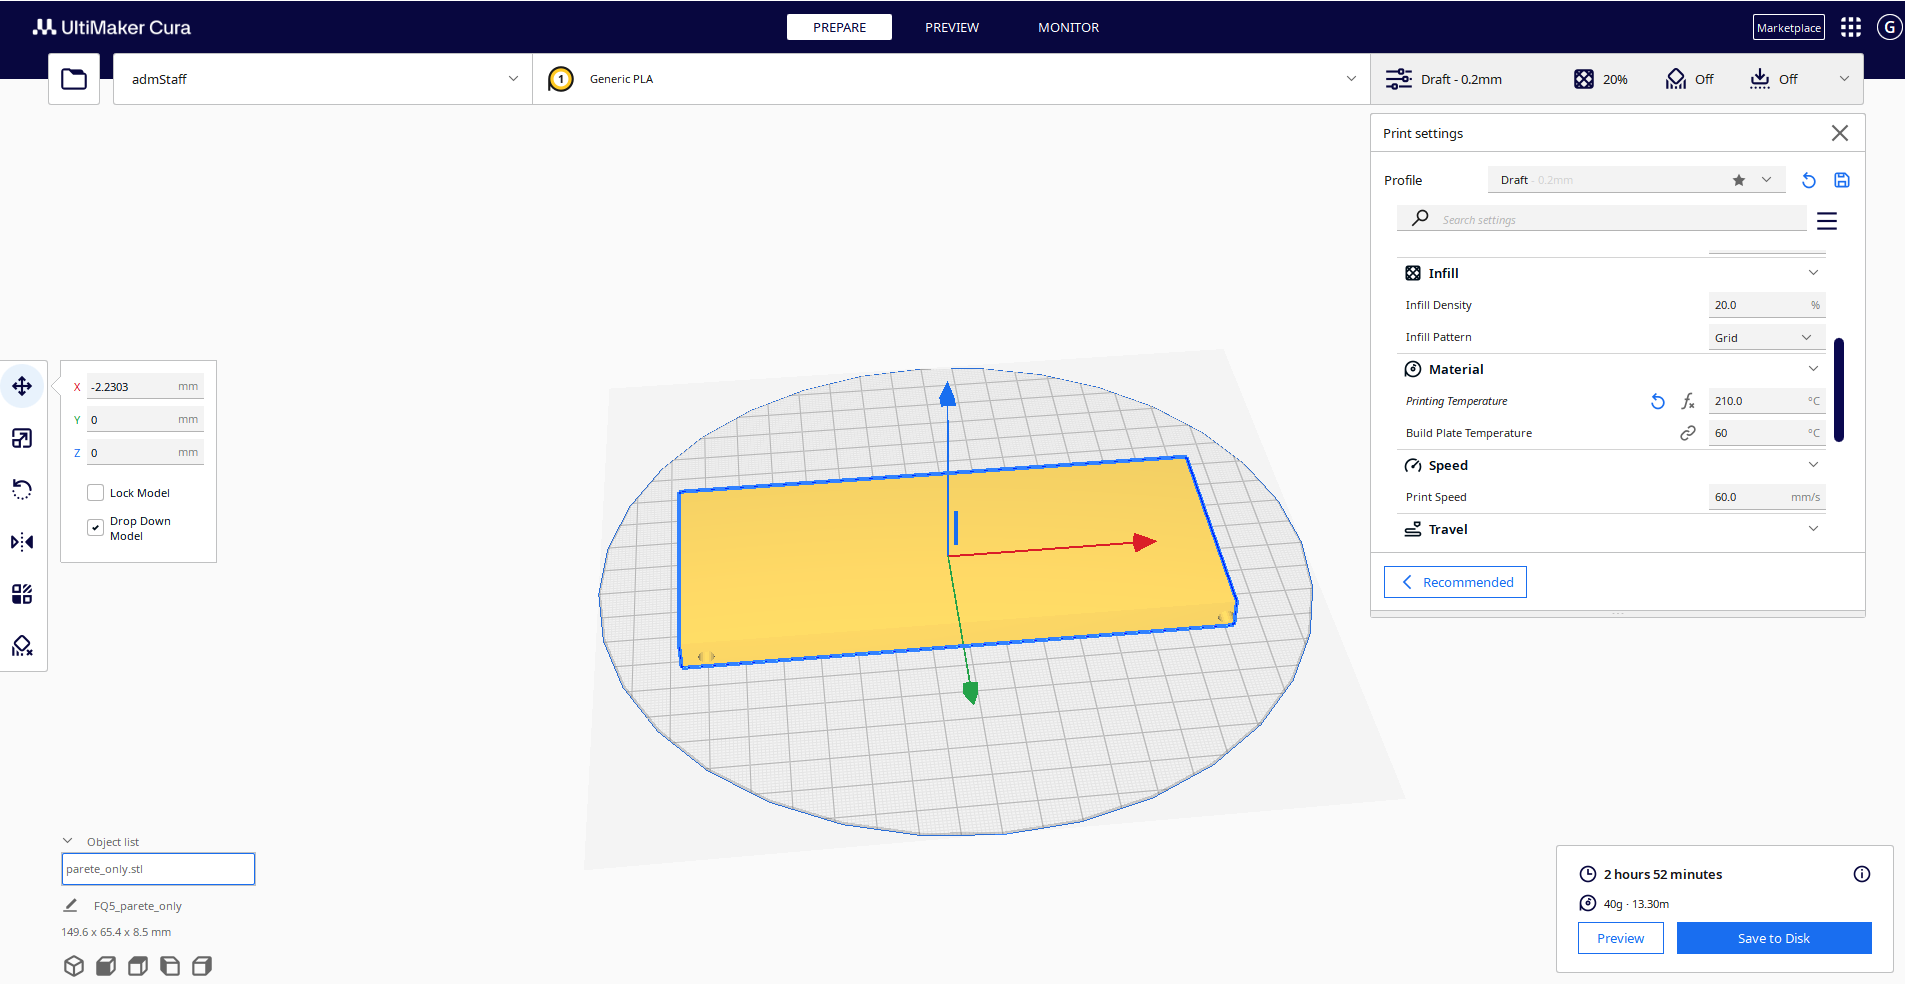 UltiMaker Cura
PREPARE
PREVIEW
MONITOR
Marketplace
G
admStaff
1
Generic PLA
Draft - 0.2mm
20%
Off
Off
Print settings
Profile
Draft - 0.2mm
Search settings
Infill
Infill Density
20.0 %
Infill Pattern
Grid
Material
Printing Temperature
210.0 °C
Build Plate Temperature
60 °C
Speed
Print Speed
60.0 mm/s
Travel
Recommended
X -2.2303 mm
Y 0 mm
Z 0 mm
Lock Model
Drop Down
Model
Object list
parete_only.stl
FQ5_parete_only
149.6 x 65.4 x 8.5 mm
2 hours 52 minutes
40g · 13.30m
Preview
Save to Disk